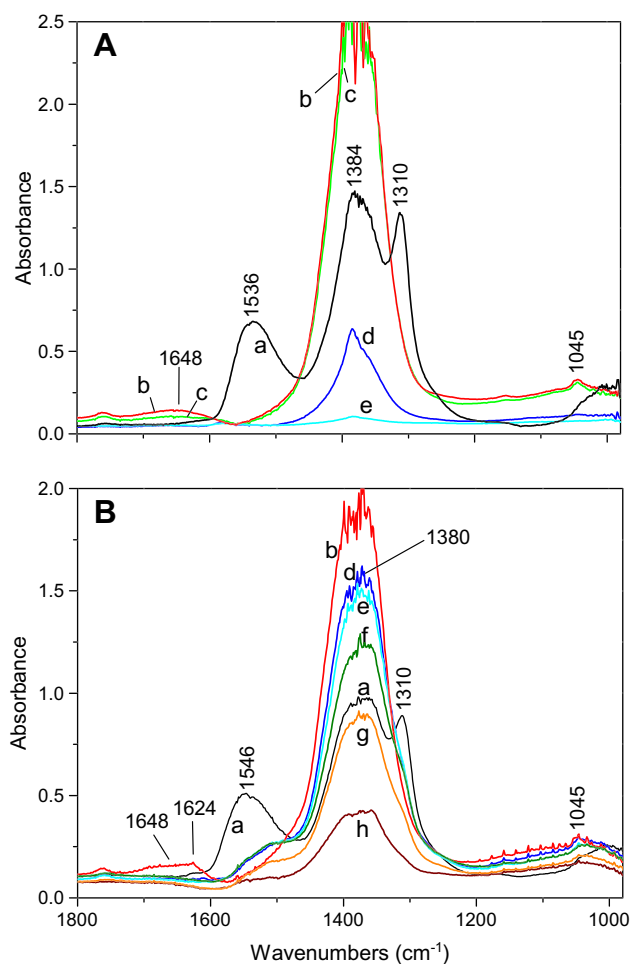 A
2.5
2.0
1.5
1.0
0.5
0.0
Absorbance
b
c
1384
1310
1536
a
d
1648
b
c
e
1045
B
2.0
1.5
1.0
0.5
0.0
Absorbance
b
d
1380
e
f
a
1310
g
1546
a
1648
1624
h
1045
1800
1600
1400
1200
1000
Wavenumbers (cm-1)